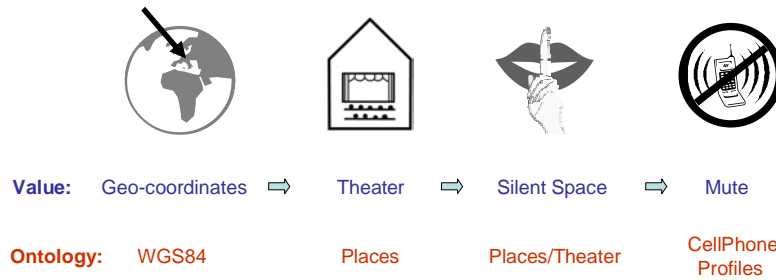 Value: Geo-coordinates Theater Silent Space Mute
Ontology: WGS84 Places Places/Theater CellPhone
Profiles